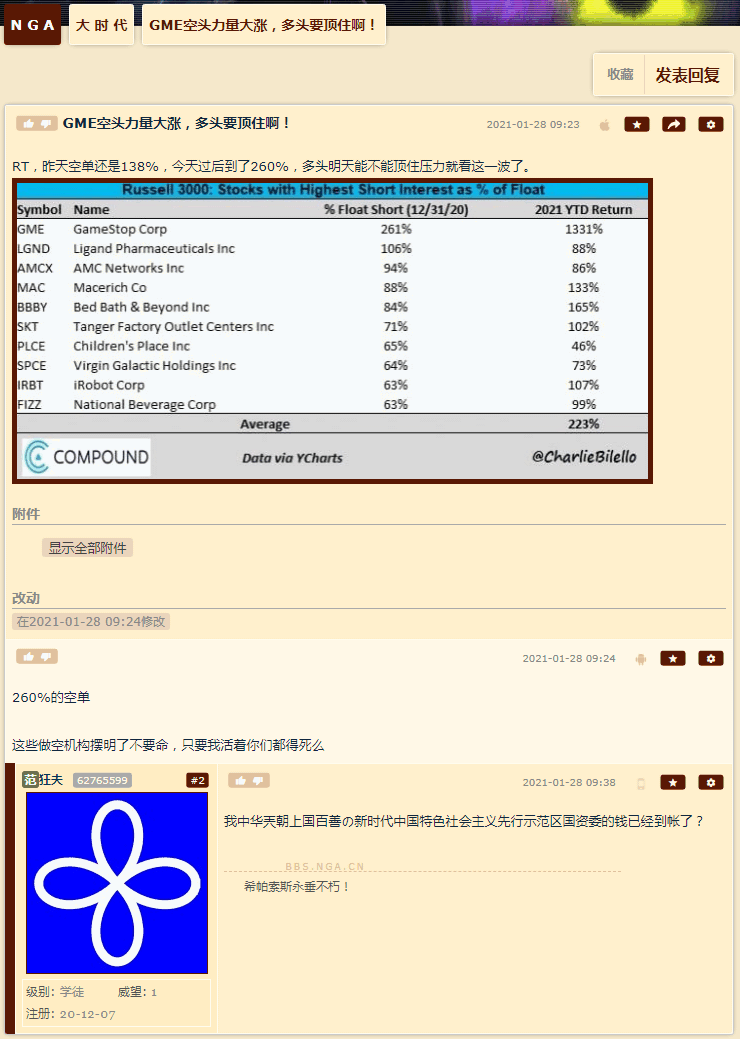 NGA 大时代 GME空头力量大涨，多头要顶住啊！
收藏 发表回复
GME空头力量大涨，多头要顶住啊！ 2021-01-28 09:23
RT，昨天空单还是138%，今天过后到了260%，多头明天能不能顶住压力就看这一波了。
Russell 3000: Stocks with Highest Short Interest as % of Float
Symbol Name % Float Short (12/31/20) 2021 YTD Return
GME GameStop Corp 261% 1331%
LGND Ligand Pharmaceuticals Inc 106% 88%
AMCX AMC Networks Inc 94% 86%
MAC Macerich Co 88% 133%
BBBY Bed Bath & Beyond Inc 84% 165%
SKT Tanger Factory Outlet Centers Inc 71% 102%
PLCE Children's Place Inc 65% 46%
SPCE Virgin Galactic Holdings Inc 64% 73%
IRBT iRobot Corp 63% 107%
FIZZ National Beverage Corp 63% 99%
Average 223%
COMPOUND Data via YCharts @CharlieBilello
附件
显示全部附件
改动
在2021-01-28 09:24修改
2021-01-28 09:24
260%的空单
这些做空机构摆明了不要命，只要我活着你们都得死么
范狂夫 62765599 #2 2021-01-28 09:38
我中华天朝上国百善の新时代中国特色社会主义先行示范区国资委的钱已经到帐了？
BBS.NGA.CN
希帕索斯永垂不朽！
级别: 学徒 威望: 1
注册: 20-12-07